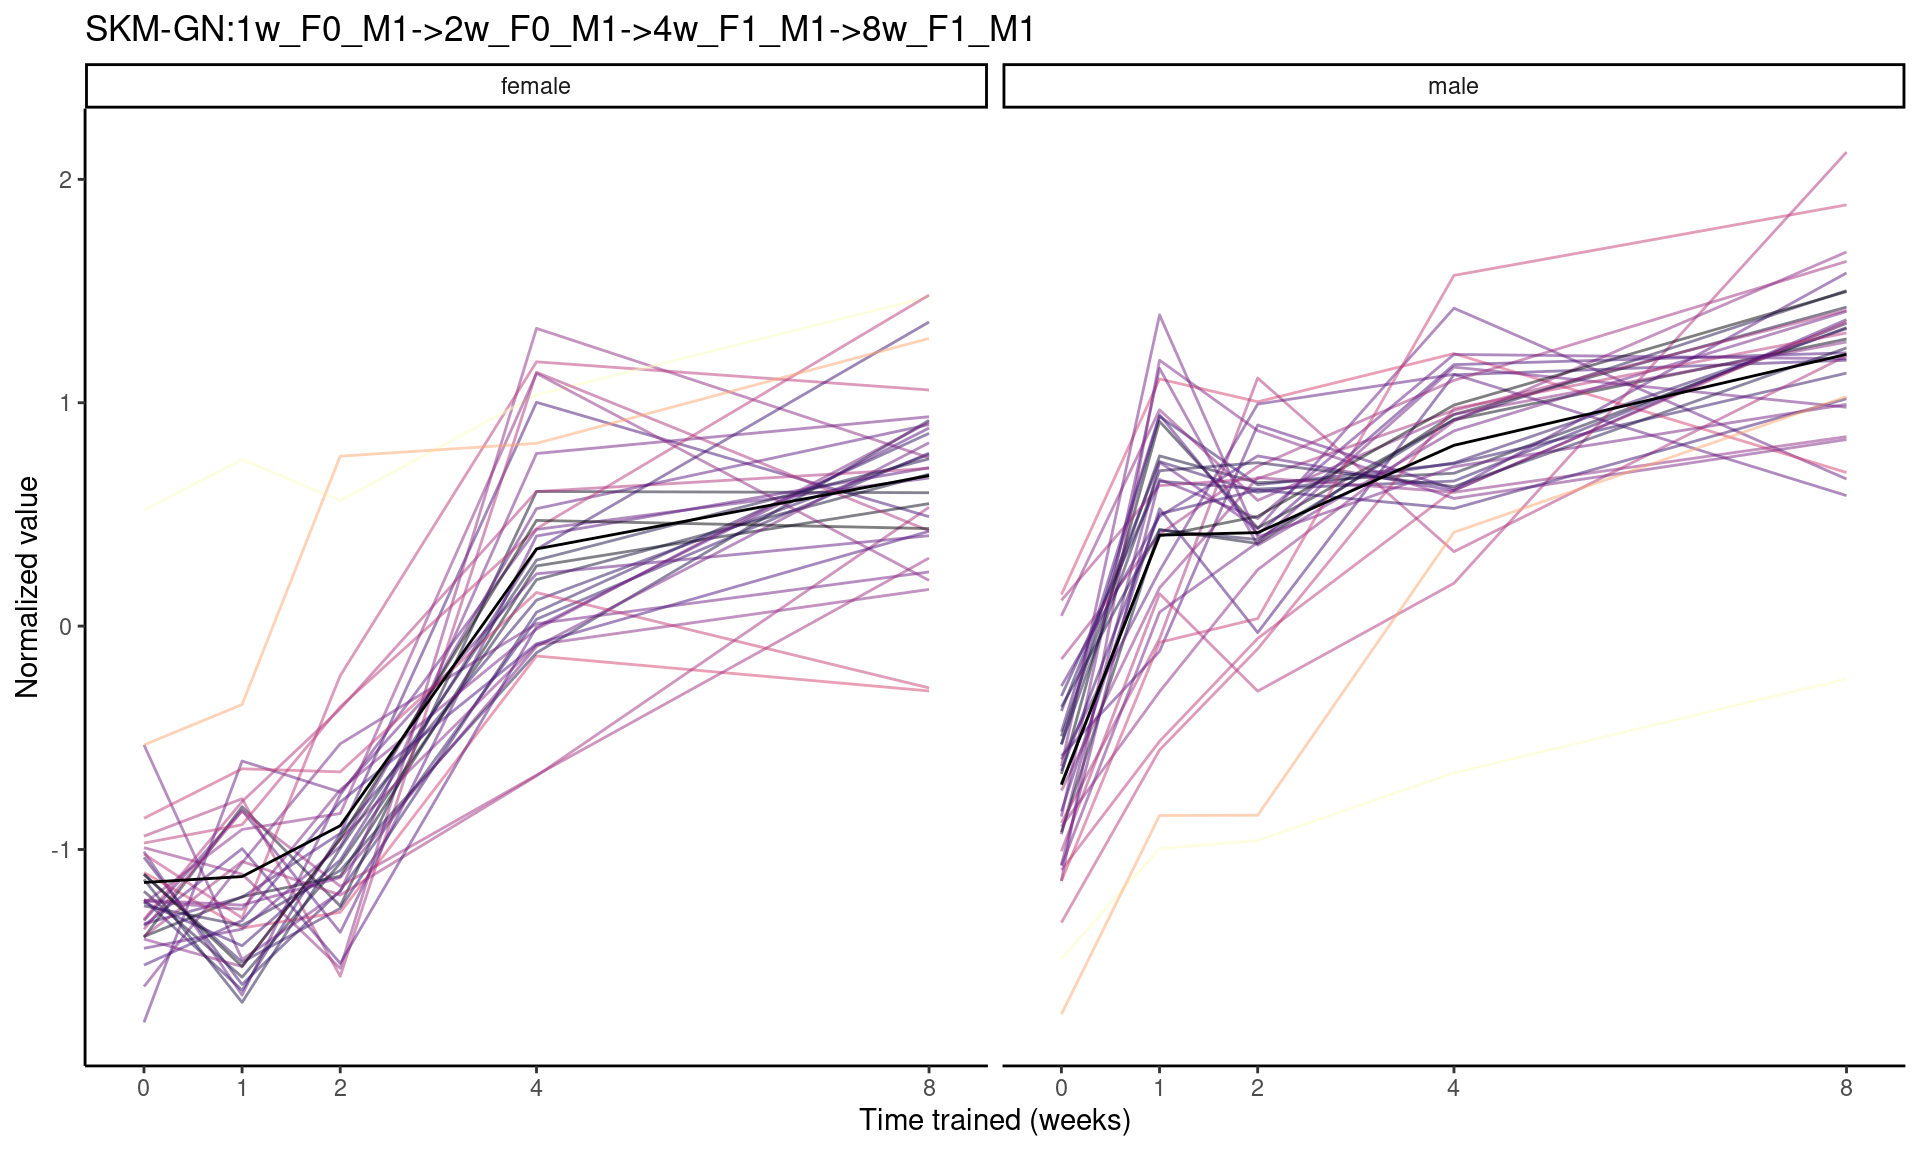 SKM-GN:1w_F0_M1->2w_F0_M1->4w_F1_M1->8w_F1_M1
female
male
Normalized value
2
1
0
-1
0 1 2 4 8
0 1 2 4 8
Time trained (weeks)